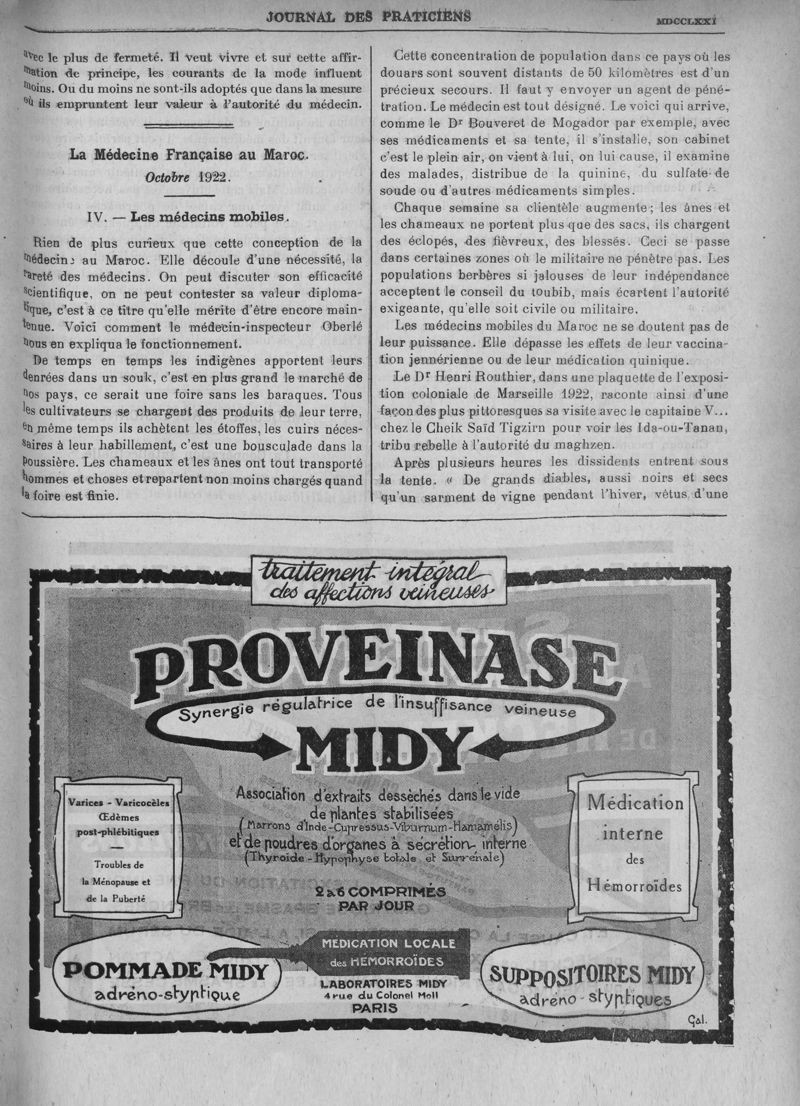 JOURNAL DES PRATICIENS
MDCCLXXI
avec le plus de fermeté. Il veut vivre et sur cette affir-
mation de principe, les courants de la mode influent
moins. Ou du moins ne sont-ils adoptés que dans la mesure
où ils empruntent leur valeur à l'autorité du médecin.
La Médecine Française au Maroc.
Octobre 1922.
IV. — Les médecins mobiles.
Rien de plus curieux que cette conception de la
médecine au Maroc. Elle découle d'une nécessité, la
rareté des médecins. On peut discuter son efficacité
scientifique, on ne peut contester sa valeur diploma-
tique, c'est à ce titre qu'elle mérite d'être encore main-
tenue. Voici comment le médecin-inspecteur Oberlé
nous en expliqua le fonctionnement.
De temps en temps les indigènes apportent leurs
denrées dans un souk, c'est en plus grand le marché de
nos pays, ce serait une foire sans les baraques. Tous
les cultivateurs se chargent des produits de leur terre,
en même temps ils achètent les étoffes, les cuirs néces-
saires à leur habillement, c'est une bousculade dans la
poussière. Les chameaux et les ânes ont tout transporté
hommes et choses et repartent non moins chargés quand
la foire est finie.
Cette concentration de population dans ce pays où les
douars sont souvent distants de 50 kilomètres est d'un
précieux secours. Il faut y envoyer un agent de péné-
tration. Le médecin est tout désigné. Le voici qui arrive,
comme le Dr Bouveret de Mogador par exemple, avec
ses médicaments et sa tente, il s'installe, son cabinet
c'est le plein air, on vient à lui, on lui cause, il examine
des malades, distribue de la quinine, du sulfate de
soude ou d'autres médicaments simples.
Chaque semaine sa clientèle augmente; les ânes et
les chameaux ne portent plus que des sacs, ils chargent
des éclopés, des fièvreux, des blessés. Ceci se passe
dans certaines zones où le militaire ne pénètre pas. Les
populations berbères si jalouses de leur indépendance
acceptent le conseil du toubib, mais écartent l'autorité
exigeante, qu'elle soit civile ou militaire.
Les médecins mobiles du Maroc ne se doutent pas de
leur puissance. Elle dépasse les effets de leur vaccina-
tion jennérienne ou de leur médication quinique.
Le Dr Henri Routhier, dans une plaquette de l'exposi-
tion coloniale de Marseille 1922, raconte ainsi d'une
façon des plus pittoresques sa visite avec le capitaine V...
chez le Cheik Saïd Tigzirn pour voir les Ida-ou-Tanan,
tribu rebelle à l'autorité du maghzen.
Après plusieurs heures les dissidents entrent sous
la tente. « De grands diables, aussi noirs et secs
qu'un sarment de vigne pendant l'hiver, vêtus d'une
traitement intégral
des affections veineuses
PROVEINASE
Synergie régulatrice de l'insuffisance veineuse
MIDY
Association d'extraits desséchés dans le vide
de plantes stabilisées
(Marrons d'Inde-Cupressus-Viburnum-Hamamélis)
et de poudres d'organes à sécrétion interne
(Thyroïde-Hypophyse totale et Surrénale)
2 à 6 COMPRIMÉS
PAR JOUR
Varices - Varicocèles
Œdèmes
post-phlébitiques
—
Troubles de
la Ménopause et
de la Puberté
Médication
interne
des
Hémorroïdes
MÉDICATION LOCALE
des HÉMORROÏDES
POMMADE MIDY
adréno-styptique
LABORATOIRES MIDY
4 rue du Colonel Moll
PARIS
SUPPOSITOIRES MIDY
adréno-styptiques
Gal.